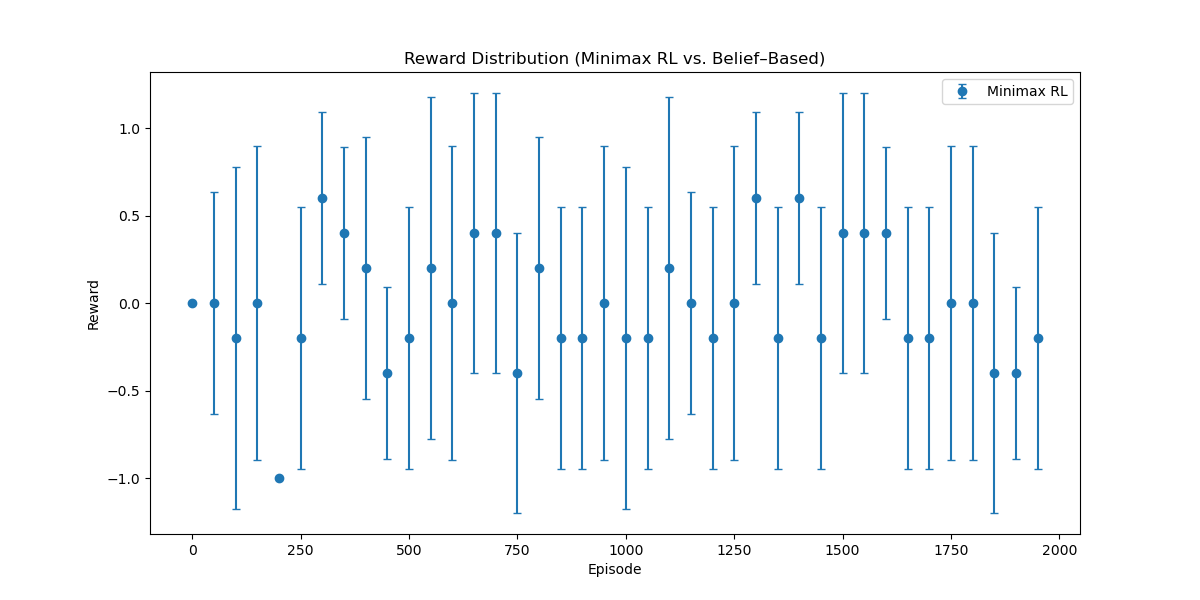 Reward Distribution (Minimax RL vs. Belief–Based)
Minimax RL
Reward
1.0
0.5
0.0
−0.5
−1.0
0 250 500 750 1000 1250 1500 1750 2000
Episode